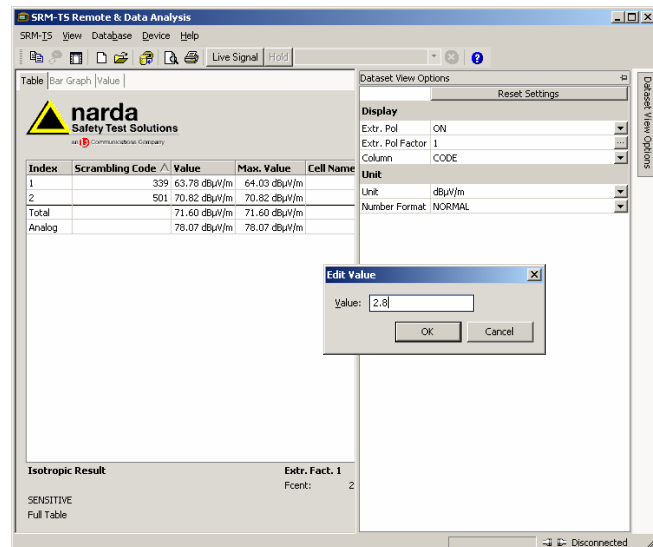 SRM-TS Remote & Data Analysis
SRM-TS View Database Device Help
Live Signal Hold
Table Bar Graph Value
narda
Safety Test Solutions
an Communications Company
Index Scrambling Code Value Max. Value Cell Name
1 339 63.78 dBµV/m 64.03 dBµV/m
2 501 70.82 dBµV/m 70.82 dBµV/m
Total 71.60 dBµV/m 71.60 dBµV/m
Analog 78.07 dBµV/m 78.07 dBµV/m
Isotropic Result Extr. Fact. 1
Fcent: 2
SENSITIVE
Full Table
Dataset View Options
Reset Settings
Display
Extr. Pol ON
Extr. Pol Factor 1 ...
Column CODE
Unit
Unit dBµV/m
Number Format NORMAL
Dataset View Options
Edit Value
Value: 2.8
OK Cancel
Disconnected